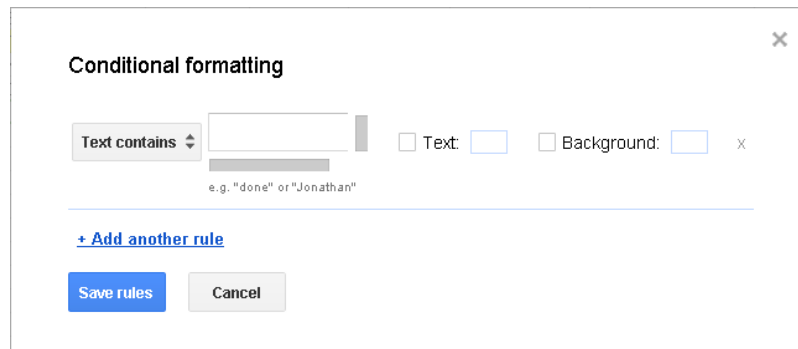 ×
Conditional formatting
Text contains Text: Background: x
e.g. "done" or "Jonathan"
+ Add another rule
Save rules Cancel